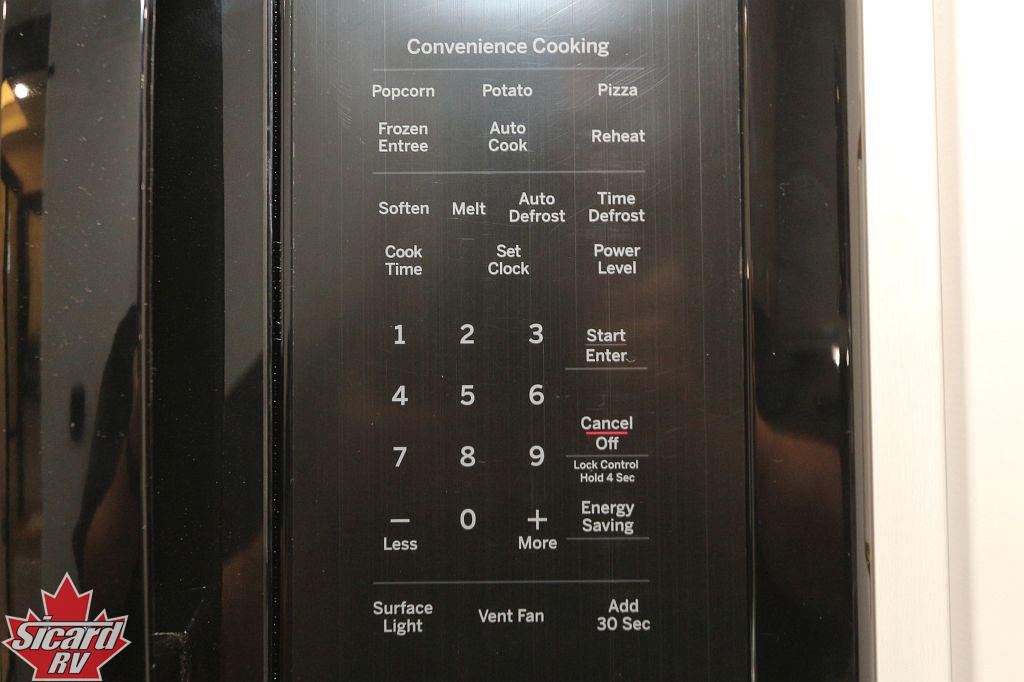 Convenience Cooking
Popcorn Potato Pizza
Frozen Entree Auto Cook Reheat
Soften Melt Auto Defrost Time Defrost
Cook Time Set Clock Power Level
1 2 3 Start Enter
4 5 6
Cancel Off
7 8 9
Lock Control
Hold 4 Sec
Energy Saving
− Less 0 + More
Surface Light Vent Fan Add 30 Sec
Sicard
RV